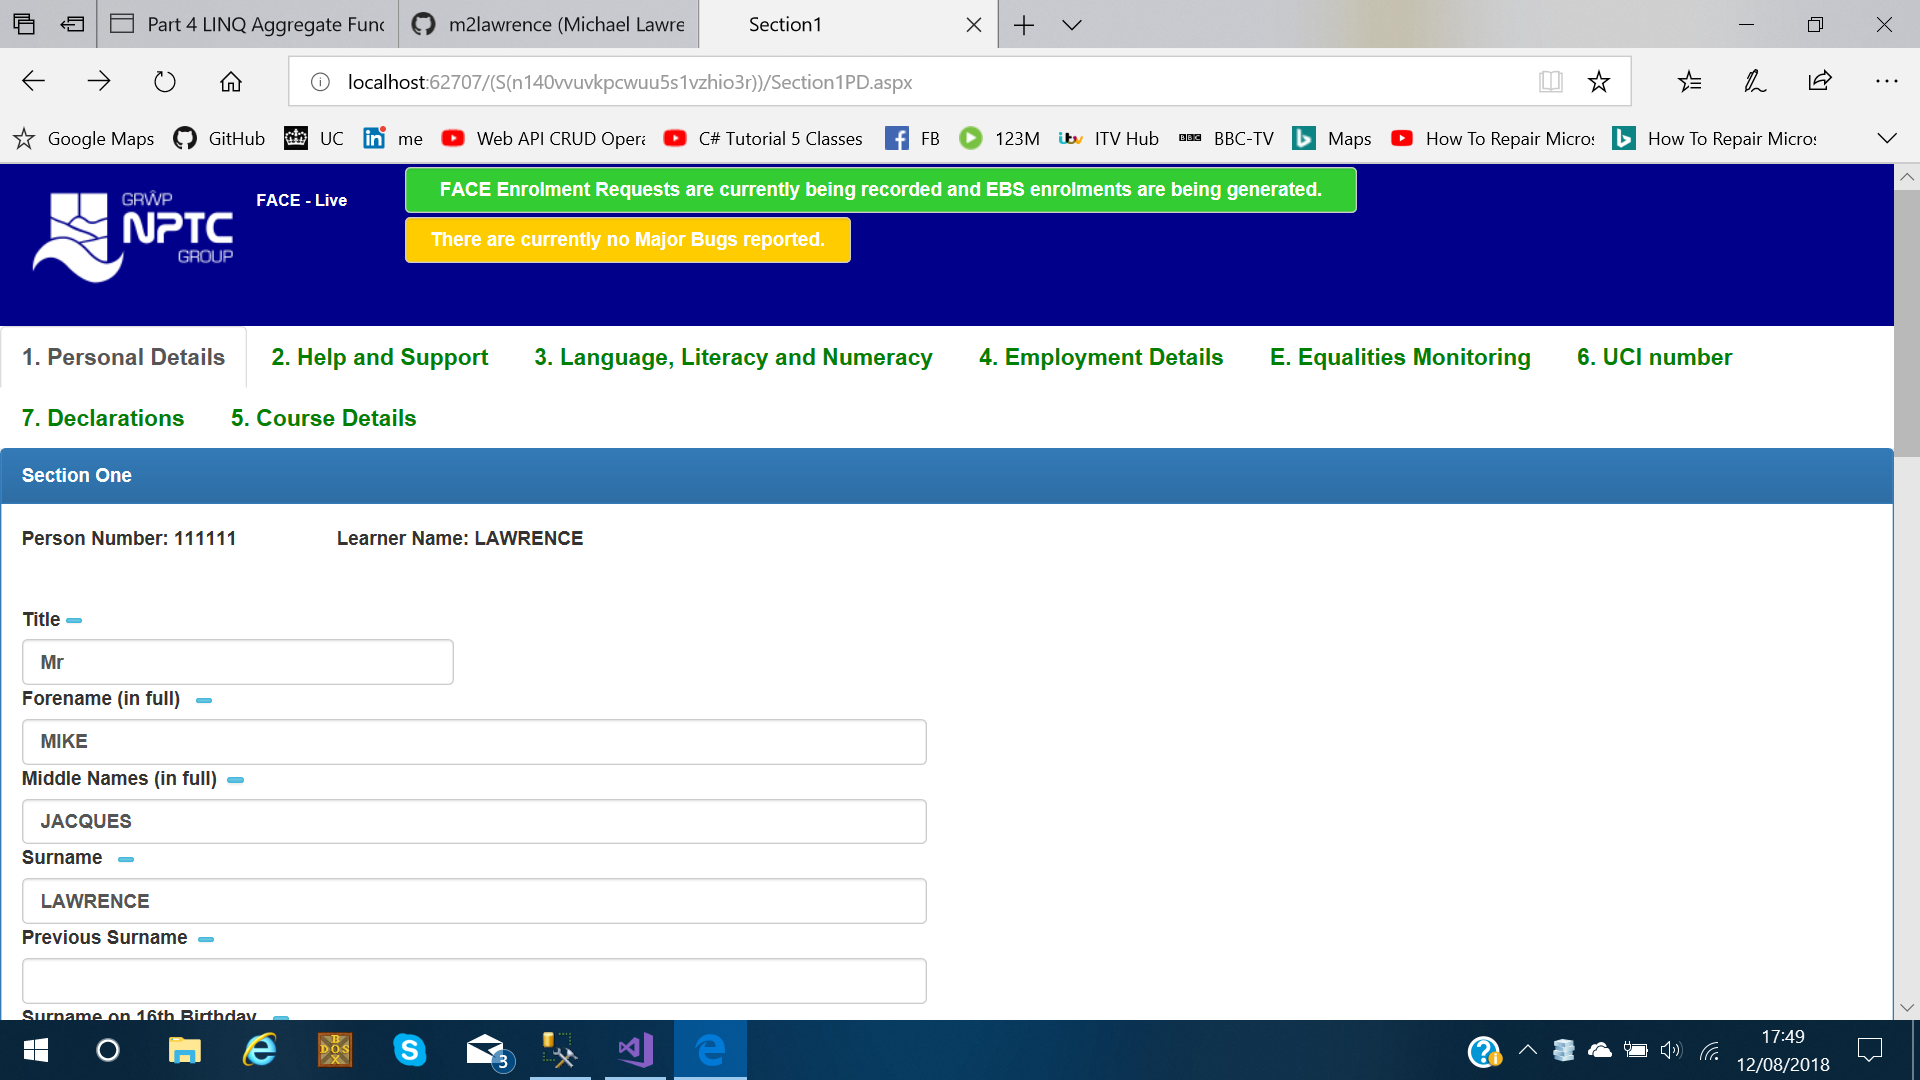 Part 4 LINQ Aggregate Func
m2lawrence (Michael Lawre
Section1
localhost:62707/(S(n140vvuvkpcwuu5s1vzhio3r))/Section1PD.aspx
Google Maps GitHub UC me Web API CRUD Opera C# Tutorial 5 Classes FB 123M ITV Hub BBC-TV Maps How To Repair Micros How To Repair Micros
GRŴP
NPTC
GROUP
FACE - Live
FACE Enrolment Requests are currently being recorded and EBS enrolments are being generated.
There are currently no Major Bugs reported.
1. Personal Details 2. Help and Support 3. Language, Literacy and Numeracy 4. Employment Details E. Equalities Monitoring 6. UCI number
7. Declarations 5. Course Details
Section One
Person Number: 111111 Learner Name: LAWRENCE
Title
Mr
Forename (in full)
MIKE
Middle Names (in full)
JACQUES
Surname
LAWRENCE
Previous Surname
Surname on 16th Birthday
3
17:49
12/08/2018